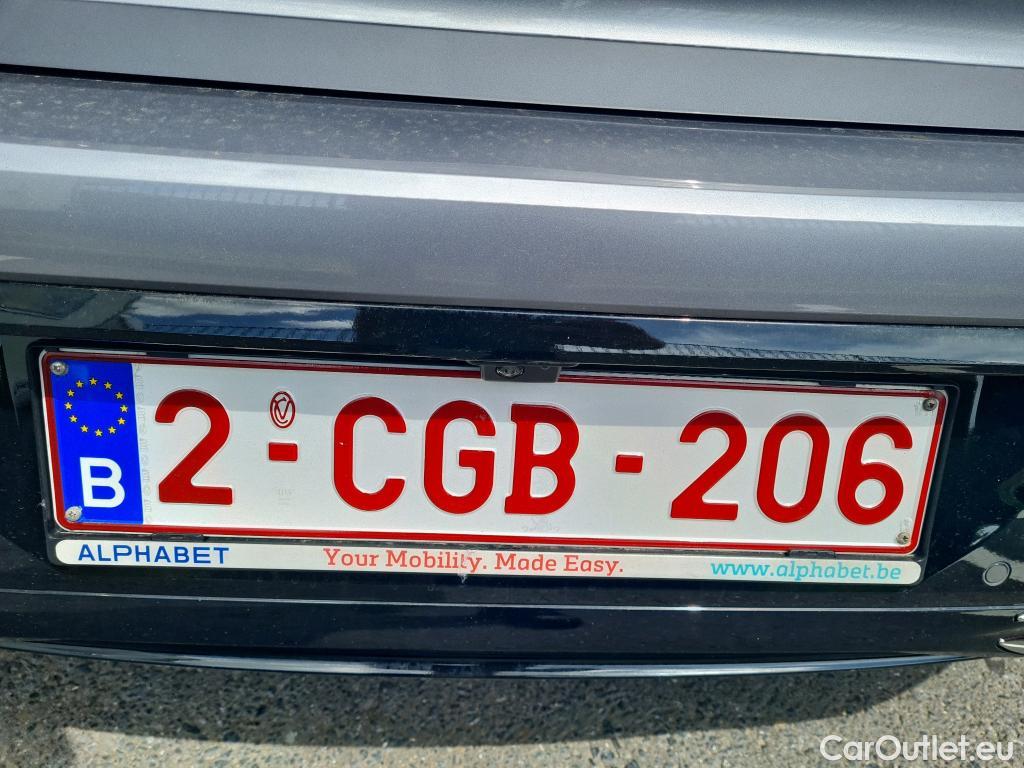 B 2-CGB-206
ALPHABET Your Mobility. Made Easy. www.alphabet.be
CarOutlet.eu